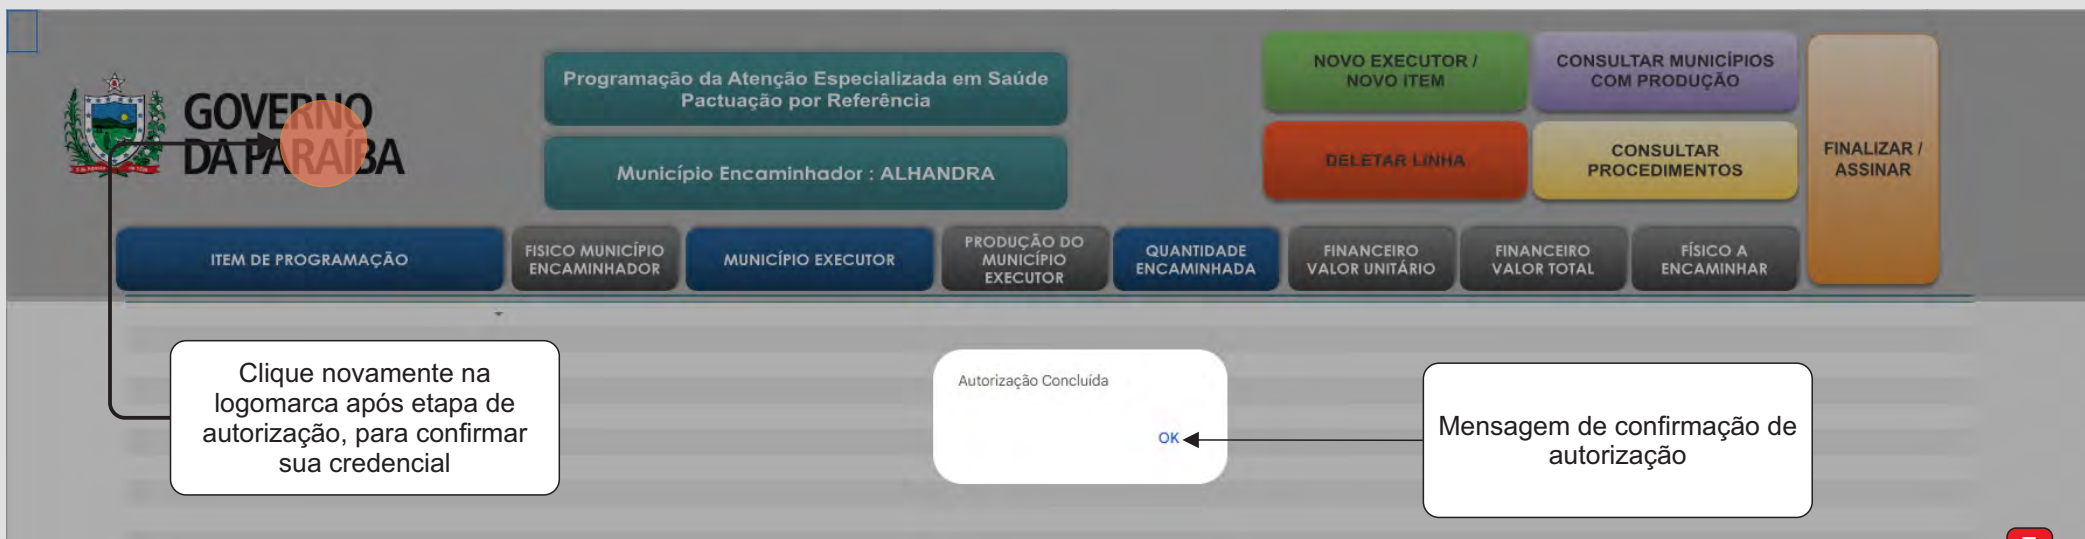 GOVERNO
DA PARAÍBA
Programação da Atenção Especializada em Saúde
Pactuação por Referência
Município Encaminhador : ALHANDRA
NOVO EXECUTOR /
NOVO ITEM
CONSULTAR MUNICÍPIOS
COM PRODUÇÃO
DELETAR LINHA
CONSULTAR
PROCEDIMENTOS
FINALIZAR /
ASSINAR
ITEM DE PROGRAMAÇÃO
FISICO MUNICÍPIO
ENCAMINHADOR
MUNICÍPIO EXECUTOR
PRODUÇÃO DO
MUNICÍPIO
EXECUTOR
QUANTIDADE
ENCAMINHADA
FINANCEIRO
VALOR UNITÁRIO
FINANCEIRO
VALOR TOTAL
FÍSICO A
ENCAMINHAR
Clique novamente na
logomarca após etapa de
autorização, para confirmar
sua credencial
Autorização Concluída
OK
Mensagem de confirmação de
autorização